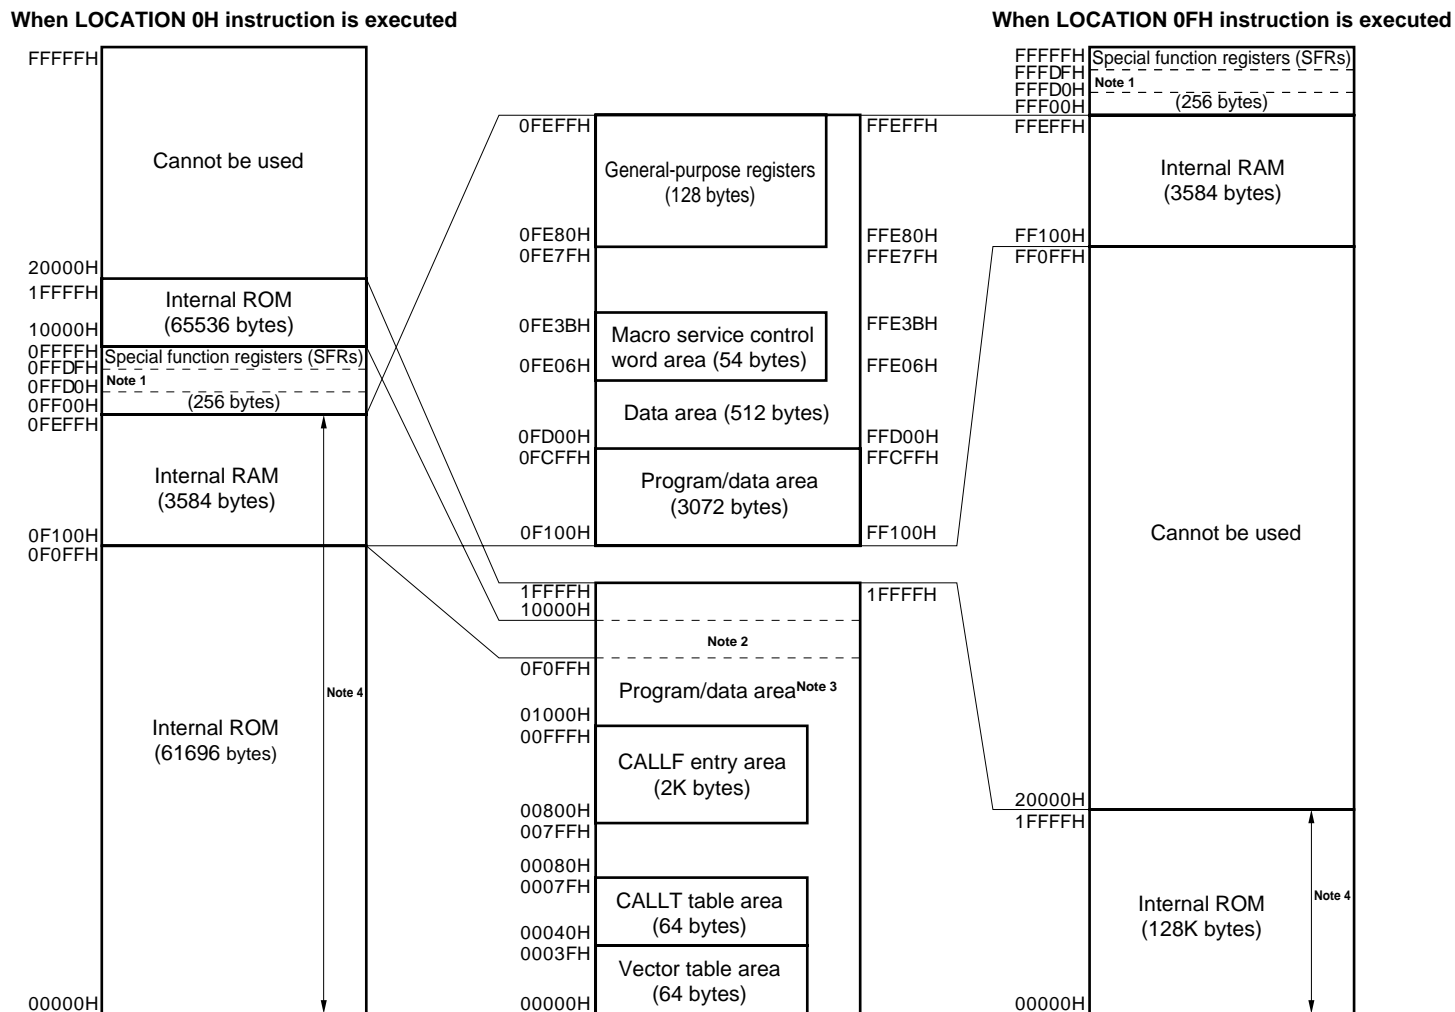 When LOCATION 0H instruction is executed
FFFFFH
Cannot be used
20000H
1FFFFH
Internal ROM
(65536 bytes)
10000H
0FFFFH
Special function registers (SFRs)
0FFDFH
Note 1
0FFD0H
(256 bytes)
0FF00H
0FEFFH
Internal RAM
(3584 bytes)
0F100H
0F0FFH
Note 4
Internal ROM
(61696 bytes)
00000H
0FEFFH
FFEFFH
General-purpose registers
(128 bytes)
0FE80H
FFE80H
0FE7FH
FFE7FH
0FE3BH
FFE3BH
Macro service control
word area (54 bytes)
0FE06H
FFE06H
Data area (512 bytes)
0FD00H
FFD00H
0FCFFH
FFCFFH
Program/data area
(3072 bytes)
0F100H
FF100H
1FFFFH
1FFFFH
10000H
Note 2
0F0FFH
Program/data area Note 3
01000H
00FFFH
CALLF entry area
(2K bytes)
00800H
007FFH
00080H
0007FH
CALLT table area
(64 bytes)
00040H
0003FH
Vector table area
(64 bytes)
00000H
When LOCATION 0FH instruction is executed
FFFFFH
Special function registers (SFRs)
FFFDFH
Note 1
FFFD0H
(256 bytes)
FFF00H
FFEFFH
Internal RAM
(3584 bytes)
FF100H
FF0FFH
Cannot be used
20000H
1FFFFH
Note 4
Internal ROM
(128K bytes)
00000H